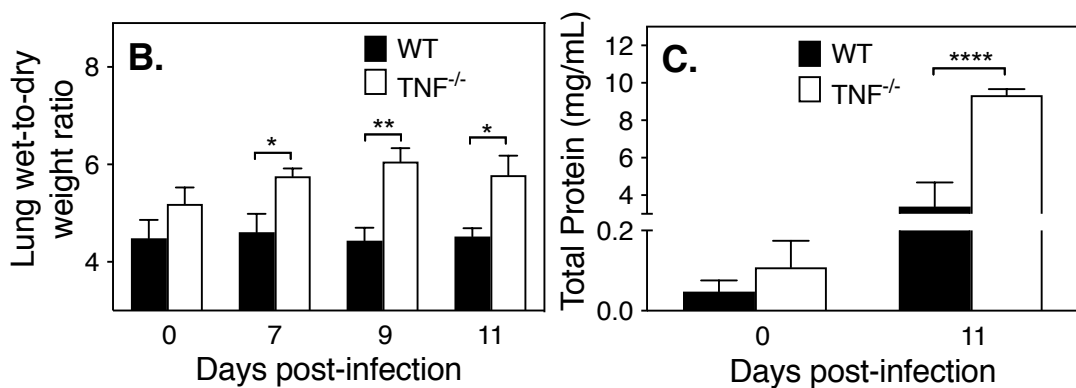 B.
WT
TNF-/-
Lung wet-to-dry
weight ratio
8
6
4
*
**
*
0 7 9 11
Days post-infection
C.
WT
TNF-/-
Total Protein (mg/mL)
12
10
8
6
4
0.2
0.0
****
0 11
Days post-infection